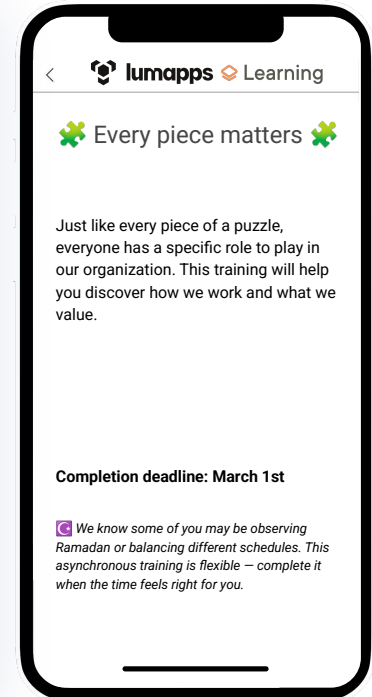 lumapps Learning
🧩 Every piece matters 🧩
Just like every piece of a puzzle,
everyone has a specific role to play in
our organization. This training will help
you discover how we work and what we
value.
Completion deadline: March 1st
☪️ We know some of you may be observing
Ramadan or balancing different schedules. This
asynchronous training is flexible — complete it
when the time feels right for you.